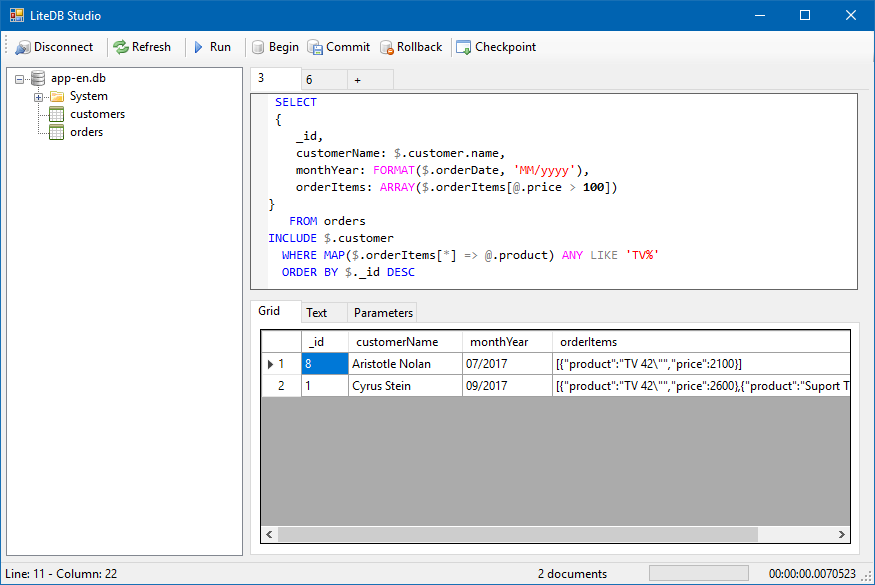 LiteDB Studio
Disconnect Refresh Run Begin Commit Rollback Checkpoint
app-en.db
System
customers
orders
3 6 +
SELECT
{
_id,
customerName: $.customer.name,
monthYear: FORMAT($.orderDate, 'MM/yyyy'),
orderItems: ARRAY($.orderItems[@.price > 100])
}
FROM orders
INCLUDE $.customer
WHERE MAP($.orderItems[*] => @.product) ANY LIKE 'TV%'
ORDER BY $._id DESC
Grid Text Parameters
_id customerName monthYear orderItems
1 8 Aristotle Nolan 07/2017 [{"product":"TV 42\"","price":2100}]
2 1 Cyrus Stein 09/2017 [{"product":"TV 42\"","price":2600},{"product":"Suport T
Line: 11 - Column: 22 2 documents 00:00:00.0070523